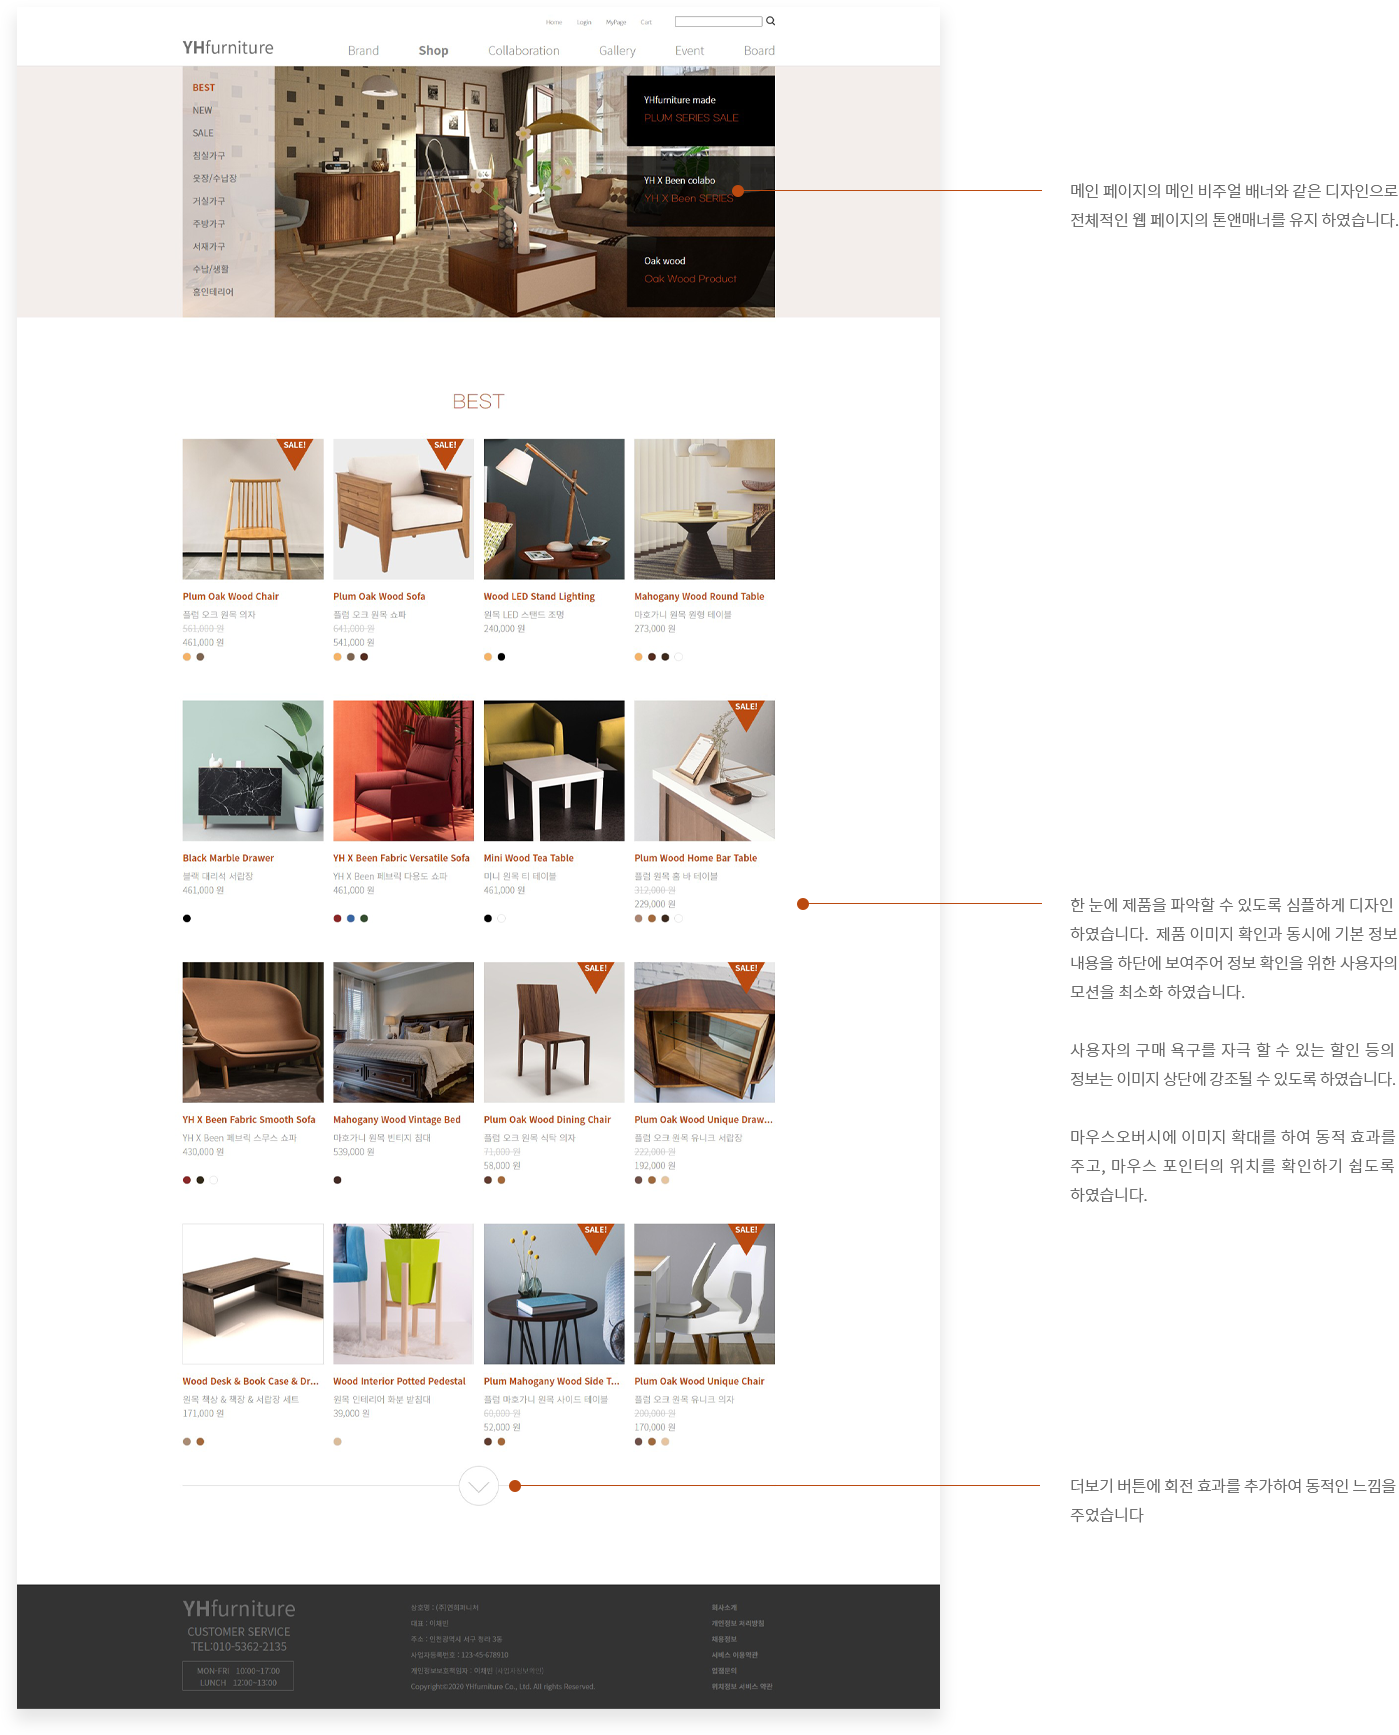 Home Login MyPage Cart
YHfurniture
Brand Shop Collaboration Gallery Event Board
BEST
NEW
SALE
침실가구
옷장/수납장
거실가구
주방가구
서재가구
수납/생활
홈인테리어
YHfurniture made
PLUM SERIES SALE
YH X Been colabo
YH X Been SERIES
Oak wood
Oak Wood Product
메인 페이지의 메인 비주얼 배너와 같은 디자인으로
전체적인 웹 페이지의 톤앤매너를 유지 하였습니다.
BEST
SALE!
SALE!
Plum Oak Wood Chair
플럼 오크 원목 의자
561,000 원
461,000 원
Plum Oak Wood Sofa
플럼 오크 원목 쇼파
641,000 원
541,000 원
Wood LED Stand Lighting
원목 LED 스탠드 조명
240,000 원
Mahogany Wood Round Table
마호가니 원목 원형 테이블
273,000 원
SALE!
Black Marble Drawer
블랙 대리석 서랍장
461,000 원
YH X Been Fabric Versatile Sofa
YH X Been 페브릭 다용도 쇼파
461,000 원
Mini Wood Tea Table
미니 원목 티 테이블
461,000 원
Plum Wood Home Bar Table
플럼 원목 홈 바 테이블
312,000 원
229,000 원
한 눈에 제품을 파악할 수 있도록 심플하게 디자인
하였습니다. 제품 이미지 확인과 동시에 기본 정보
내용을 하단에 보여주어 정보 확인을 위한 사용자의
모션을 최소화 하였습니다.
사용자의 구매 욕구를 자극 할 수 있는 할인 등의
정보는 이미지 상단에 강조될 수 있도록 하였습니다.
마우스오버시에 이미지 확대를 하여 동적 효과를
주고, 마우스 포인터의 위치를 확인하기 쉽도록
하였습니다.
SALE!
SALE!
YH X Been Fabric Smooth Sofa
YH X Been 페브릭 스무스 쇼파
430,000 원
Mahogany Wood Vintage Bed
마호가니 원목 빈티지 침대
539,000 원
Plum Oak Wood Dining Chair
플럼 오크 원목 식탁 의자
71,000 원
58,000 원
Plum Oak Wood Unique Draw...
플럼 오크 원목 유니크 서랍장
222,000 원
192,000 원
SALE!
SALE!
Wood Desk & Book Case & Dr...
원목 책상 & 책장 & 서랍장 세트
171,000 원
Wood Interior Potted Pedestal
원목 인테리어 화분 받침대
39,000 원
Plum Mahogany Wood Side T...
플럼 마호가니 원목 사이드 테이블
60,000 원
52,000 원
Plum Oak Wood Unique Chair
플럼 오크 원목 유니크 의자
200,000 원
170,000 원
더보기 버튼에 회전 효과를 추가하여 동적인 느낌을
주었습니다
YHfurniture
CUSTOMER SERVICE
TEL:010-5362-2135
MON-FRI 10:00~17:00
LUNCH 12:00~13:00
상호명 : (주)연희퍼니처
대표 : 이채민
주소 : 인천광역시 서구 원라 3동
사업자등록번호 : 123-45-678910
개인정보보호책임자 : 이채민
Copyright©2020 YHfurniture Co., Ltd. All rights Reserved.
회사소개
개인정보 처리방침
채용정보
서비스 이용약관
입점문의
위치정보 서비스 약관